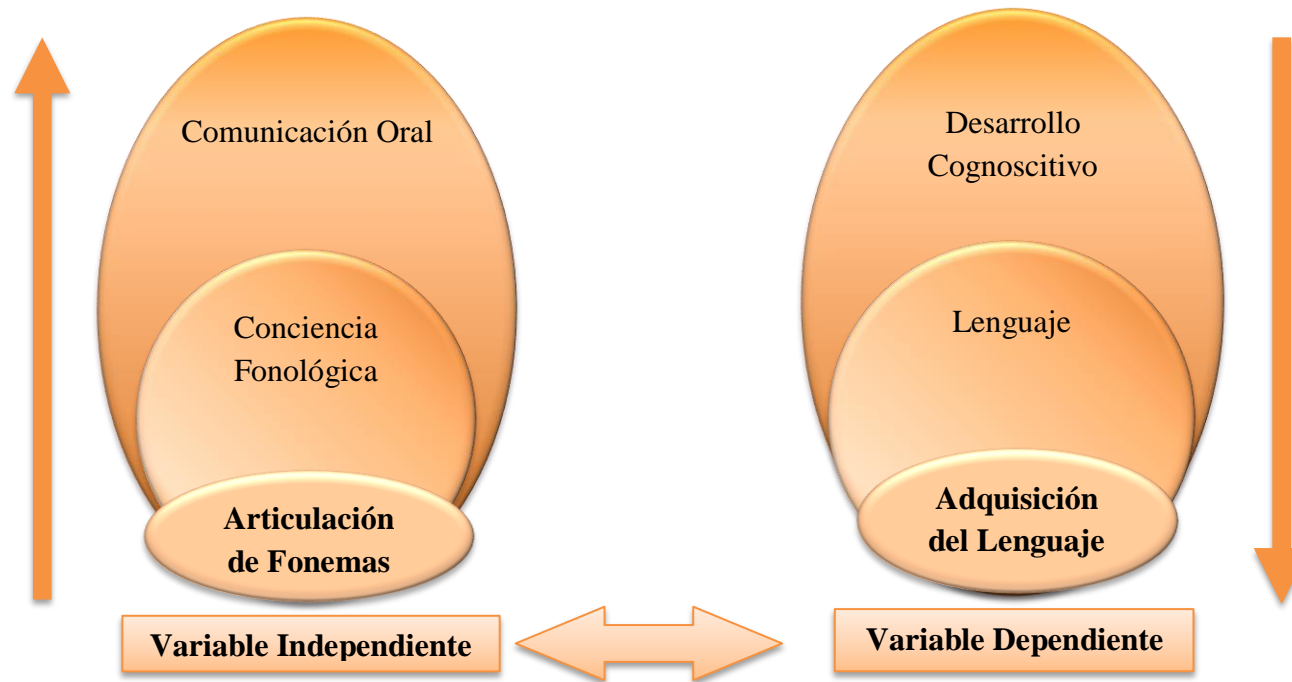 Comunicación Oral
Conciencia
Fonológica
Articulación
de Fonemas
Variable Independiente
Desarrollo
Cognoscitivo
Lenguaje
Adquisición
del Lenguaje
Variable Dependiente